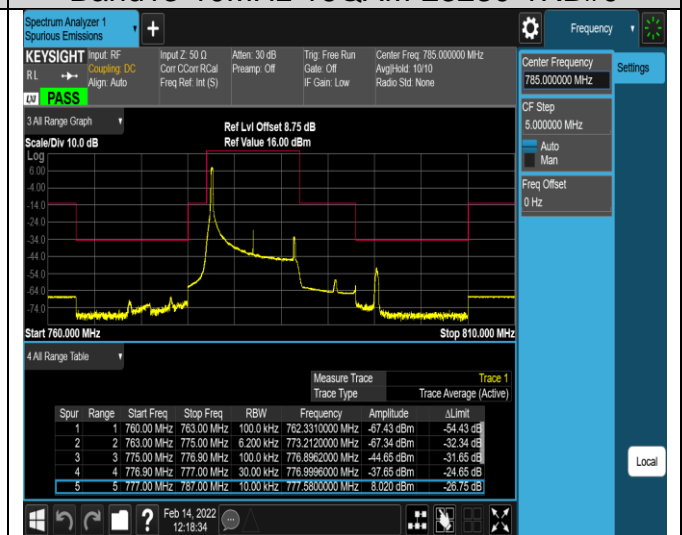 Spectrum Analyzer 1
Spurious Emissions
+
Frequency
KEYSIGHT
R L
LXI PASS
Input: RF
Coupling: DC
Align: Auto
Input Z: 50 Ω
Corr CCorr RCal
Freq Ref: Int (S)
Atten: 30 dB
Preamp: Off
Trig: Free Run
Gate: Off
IF Gain: Low
Center Freq: 785.000000 MHz
Avg|Hold: 10/10
Radio Std: None
Center Frequency
785.000000 MHz
Settings
CF Step
5.000000 MHz
Auto
Man
Freq Offset
0 Hz
Local
3 All Range Graph
Scale/Div 10.0 dB
Ref Lvl Offset 8.75 dB
Ref Value 16.00 dBm
Log
6.00
-4.00
-14.0
-24.0
-34.0
-44.0
-54.0
-64.0
-74.0
Start 760.000 MHz
Stop 810.000 MHz
4 All Range Table
Measure Trace Trace 1
Trace Type Trace Average (Active)
Spur Range Start Freq Stop Freq RBW Frequency Amplitude ΔLimit
1 1 760.00 MHz 763.00 MHz 100.0 kHz 762.3310000 MHz -67.43 dBm -54.43 dB
2 2 763.00 MHz 775.00 MHz 6.200 kHz 773.2120000 MHz -67.34 dBm -32.34 dB
3 3 775.00 MHz 776.90 MHz 100.0 kHz 776.8962000 MHz -44.65 dBm -31.65 dB
4 4 776.90 MHz 777.00 MHz 30.00 kHz 776.9996000 MHz -37.65 dBm -24.65 dB
5 5 777.00 MHz 787.00 MHz 10.00 kHz 777.5800000 MHz 8.020 dBm -26.75 dB
?
Feb 14, 2022
12:18:34